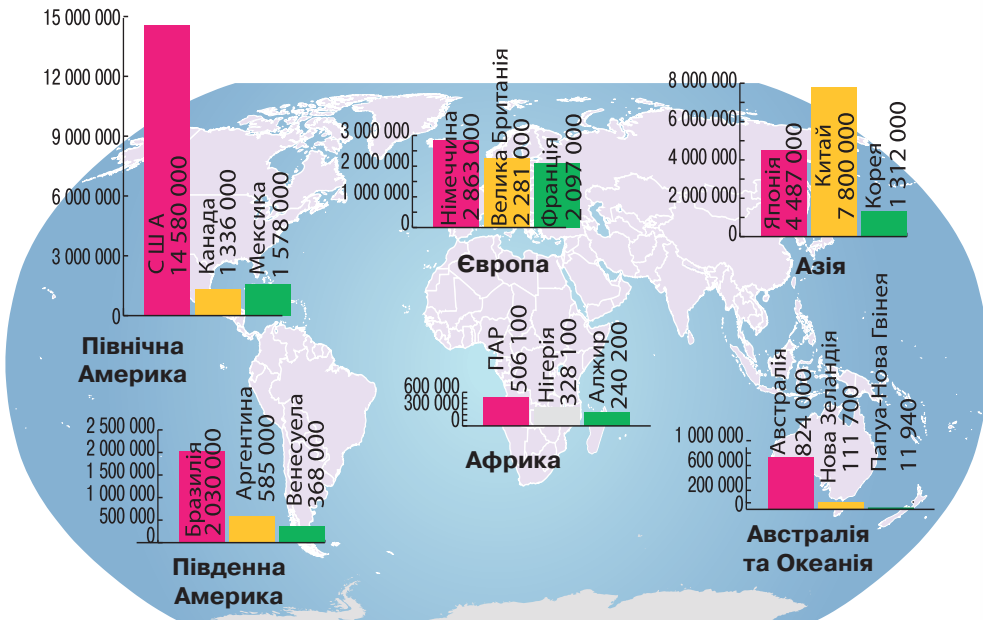 15 000 000
12 000 000
9 000 000
6 000 000
3 000 000
0
США
14 580 000
Канада
1 336 000
Мексика
1 578 000
Північна
Америка
3 000 000
2 000 000
1 000 000
0
Німеччина
2 863 000
Велика Британія
2 281 000
Франція
2 097 000
Європа
8 000 000
6 000 000
4 000 000
2 000 000
0
Японія
4 487 000
Китай
7 800 000
Корея
1 312 000
Азія
2 500 000
2 000 000
1 000 000
500 000
0
Бразилія
2 030 000
Аргентина
585 000
Венесуела
368 000
Південна
Америка
600 000
300 000
0
ПАР
506 100
Нігерія
328 100
Алжир
240 200
Африка
1 000 000
600 000
200 000
0
Австралія
824 000
Нова Зеландія
111 700
Папуа-Нова Гвінея
11 940
Австралія
та Океанія